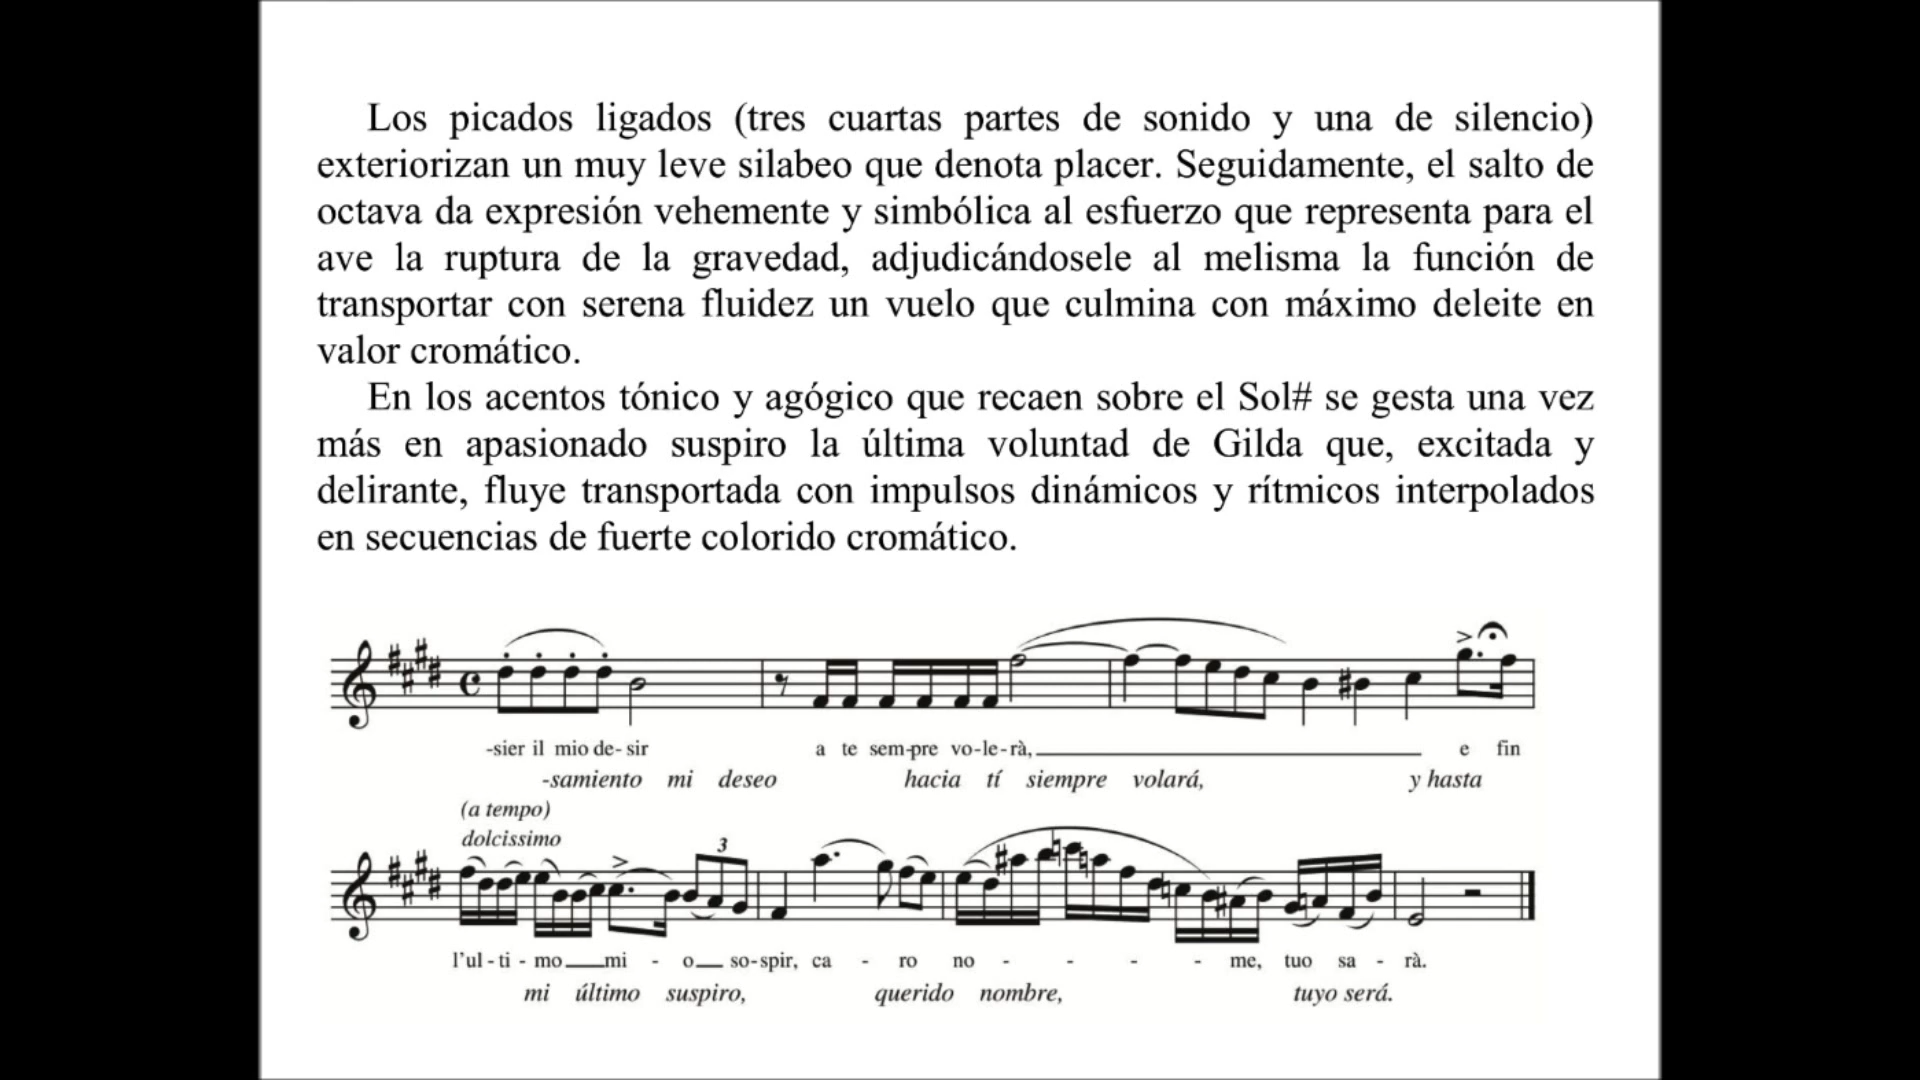 Los picados ligados (tres cuartas partes de sonido y una de silencio)
exteriorizan un muy leve silabeo que denota placer. Seguidamente, el salto de
octava da expresión vehemente y simbólica al esfuerzo que representa para el
ave la ruptura de la gravedad, adjudicándosele al melisma la función de
transportar con serena fluidez un vuelo que culmina con máximo deleite en
valor cromático.
En los acentos tónico y agógico que recaen sobre el Sol# se gesta una vez
más en apasionado suspiro la última voluntad de Gilda que, excitada y
delirante, fluye transportada con impulsos dinámicos y rítmicos interpolados
en secuencias de fuerte colorido cromático.
-sier il mio de- sir a te sem-pre vo-le-rà, e fin
-samiento mi deseo hacia tí siempre volará, y hasta
(a tempo)
dolcissimo
3
l'ul - ti - mo mi - o so-spir, ca - ro no - - - - me, tuo sa - rà.
mi último suspiro, querido nombre, tuyo será.